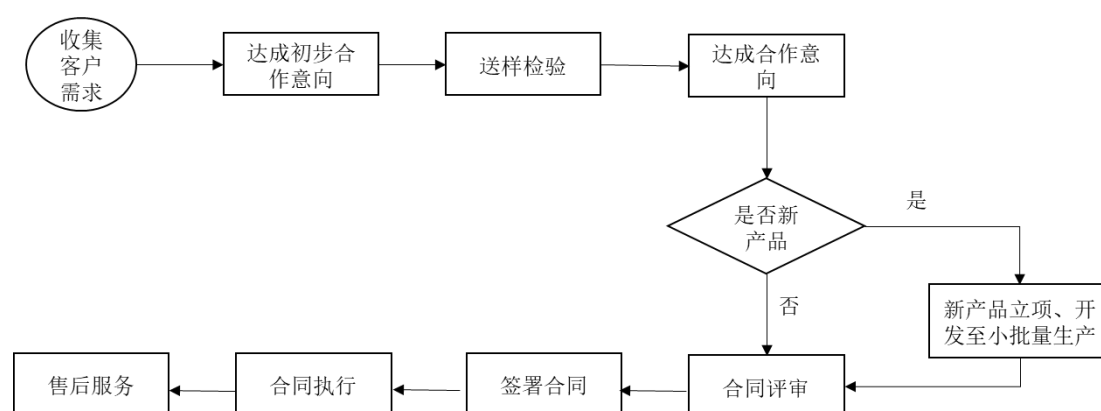 收集
客户
需求
达成初步合
作意向
送样检验
达成合作意
向
是否新
产品
是
否
新产品立项、开
发至小批量生产
合同评审
签署合同
合同执行
售后服务